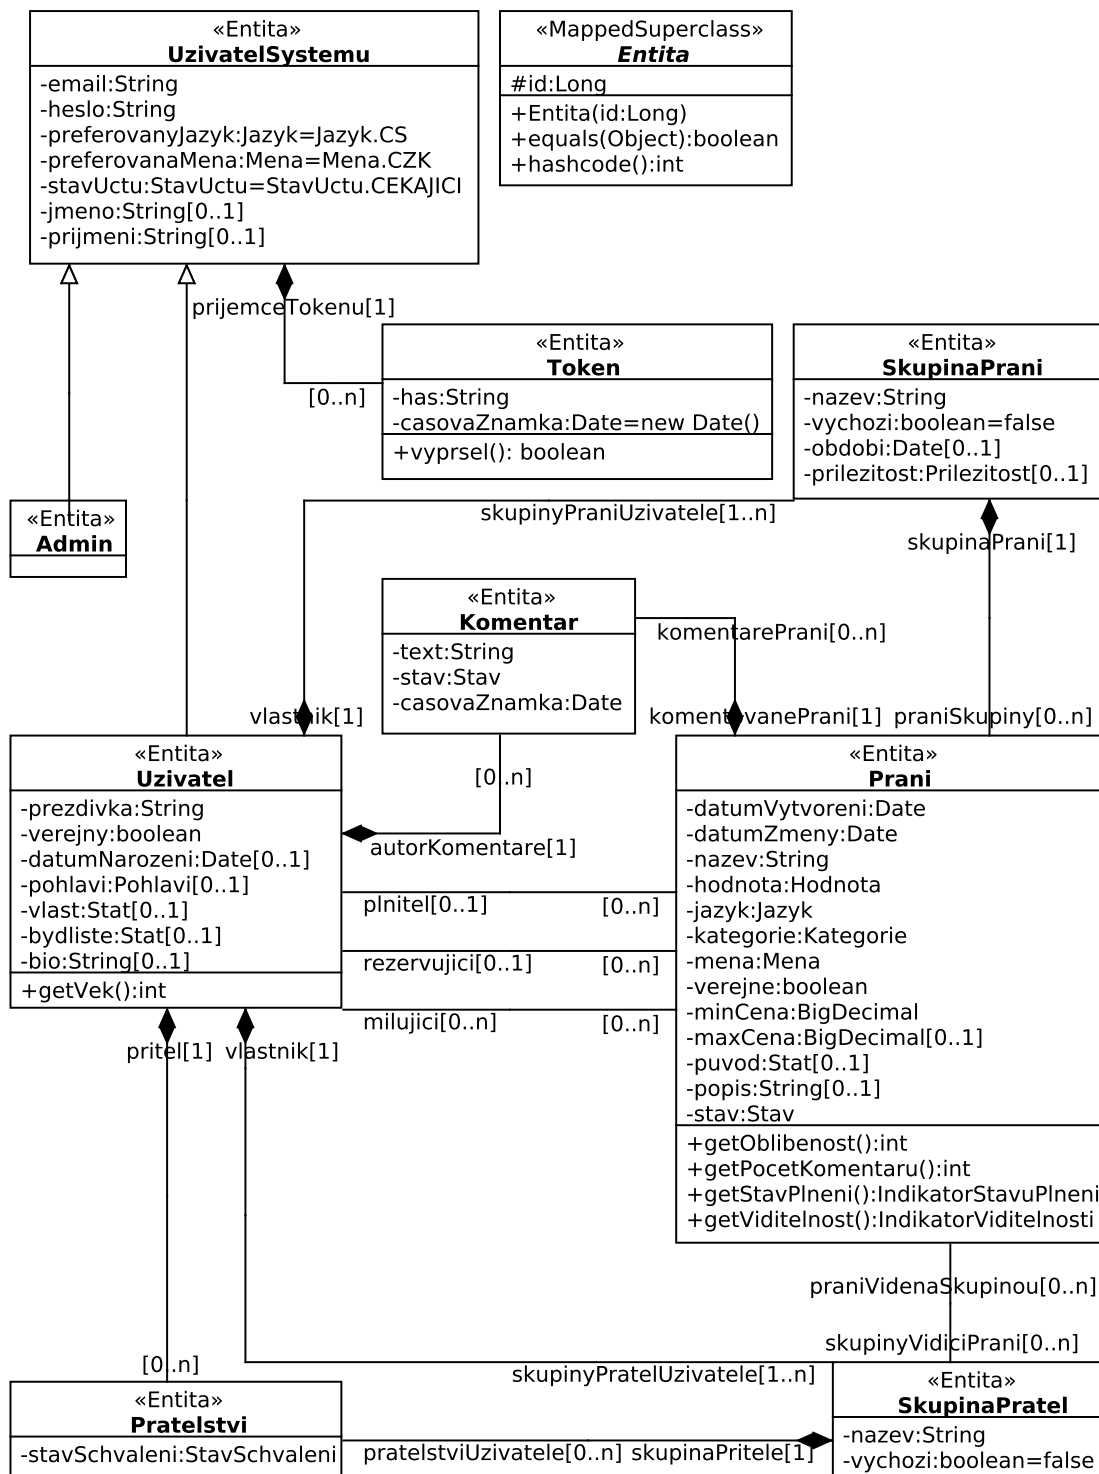 «Entita»
UzivatelSystemu
-email:String
-heslo:String
-preferovanyJazyk:Jazyk=Jazyk.CS
-preferovanaMena:Mena=Mena.CZK
-stavUctu:StavUctu=StavUctu.CEKAJICI
-jmeno:String[0..1]
-prijmeni:String[0..1]
«MappedSuperclass»
Entita
#id:Long
+Entita(id:Long)
+equals(Object):boolean
+hashcode():int
prijemceTokenu[1]
[0..n]
«Entita»
Token
-has:String
-casovaZnamka:Date=new Date()
+vyprsel(): boolean
«Entita»
SkupinaPrani
-nazev:String
-vychozi:boolean=false
-obdobi:Date[0..1]
-prilezitost:Prilezitost[0..1]
«Entita»
Admin
skupinyPraniUzivatele[1..n]
skupinaPrani[1]
«Entita»
Komentar
-text:String
-stav:Stav
-casovaZnamka:Date
komentarePrani[0..n]
vlastnik[1]
komentovanePrani[1]
praniSkupiny[0..n]
«Entita»
Uzivatel
-prezdivka:String
-verejny:boolean
-datumNarozeni:Date[0..1]
-pohlavi:Pohlavi[0..1]
-vlast:Stat[0..1]
-bydliste:Stat[0..1]
-bio:String[0..1]
+getVek():int
[0..n]
autorKomentare[1]
plnitel[0..1]
[0..n]
rezervujici[0..1]
[0..n]
milujici[0..n]
[0..n]
«Entita»
Prani
-datumVytvoreni:Date
-datumZmeny:Date
-nazev:String
-hodnota:Hodnota
-jazyk:Jazyk
-kategorie:Kategorie
-mena:Mena
-verejne:boolean
-minCena:BigDecimal
-maxCena:BigDecimal[0..1]
-puvod:Stat[0..1]
-popis:String[0..1]
-stav:Stav
+getOblibenost():int
+getPocetKomentaru():int
+getStavPlneni():IndikatorStavuPlneni
+getViditelnost():IndikatorViditelnosti
pritel[1]
vlastnik[1]
praniVidenaSkupinou[0..n]
skupinyVidiciPrani[0..n]
[0..n]
skupinyPratelUzivatele[1..n]
«Entita»
Pratelstvi
-stavSchvaleni:StavSchvaleni
pratelstviUzivatele[0..n]
skupinaPritele[1]
«Entita»
SkupinaPratel
-nazev:String
-vychozi:boolean=false